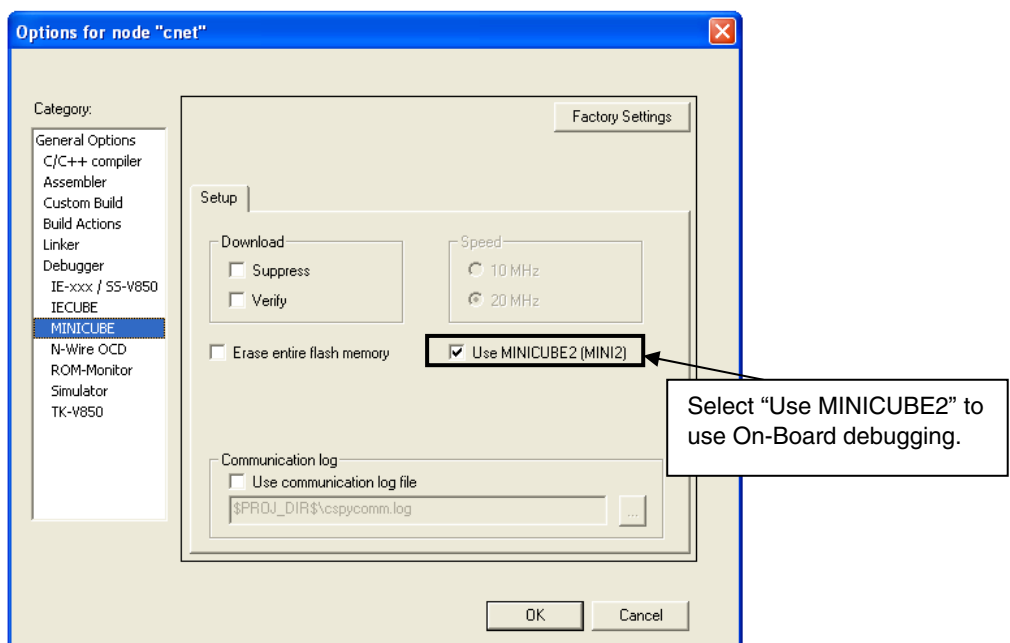 Options for node "cnet"
Category:
General Options
C/C++ compiler
Assembler
Custom Build
Build Actions
Linker
Debugger
IE-xxx / SS-V850
IECUBE
MINICUBE
N-Wire OCD
ROM-Monitor
Simulator
TK-V850
Factory Settings
Setup
Download
Suppress
Verify
Speed
10 MHz
20 MHz
Erase entire flash memory
Use MINICUBE2 (MINI2)
Select “Use MINICUBE2” to
use On-Board debugging.
Communication log
Use communication log file
$PROJ_DIR$\cspycomm.log
...
OK
Cancel